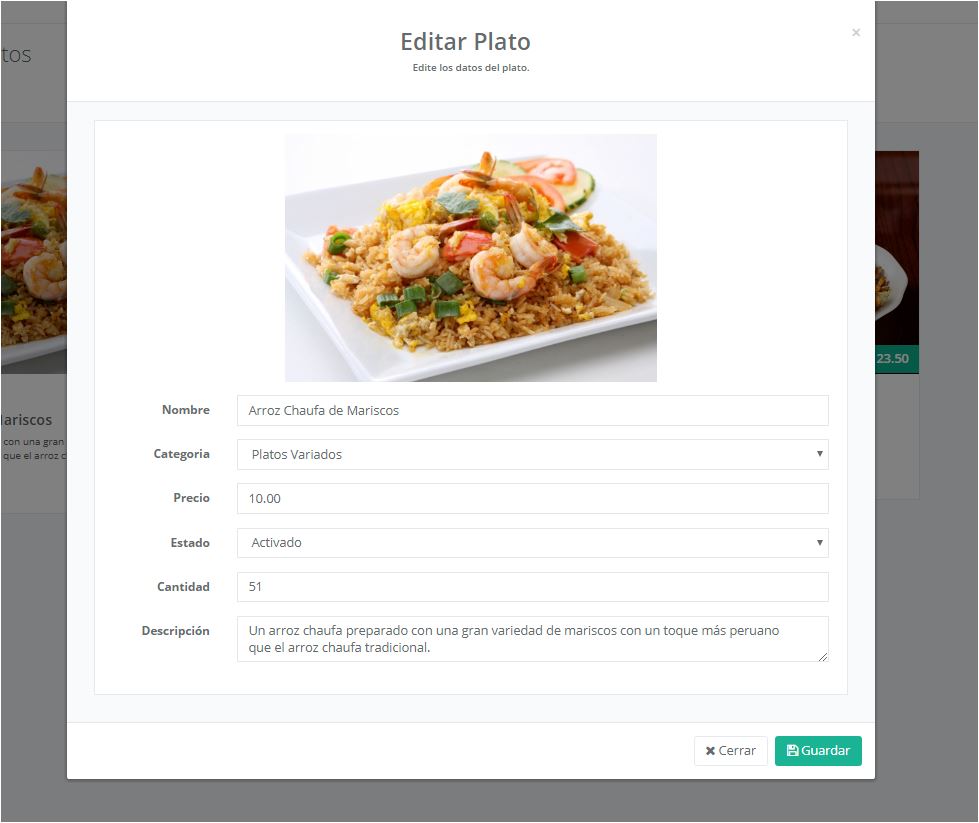 Editar Plato
×
Edite los datos del plato.
tos
23.50
ariscos
con una gran
que el arroz c
Nombre Arroz Chaufa de Mariscos
Categoria Platos Variados
Precio 10.00
Estado Activado
Cantidad 51
Descripción Un arroz chaufa preparado con una gran variedad de mariscos con un toque más peruano
que el arroz chaufa tradicional.
Cerrar Guardar